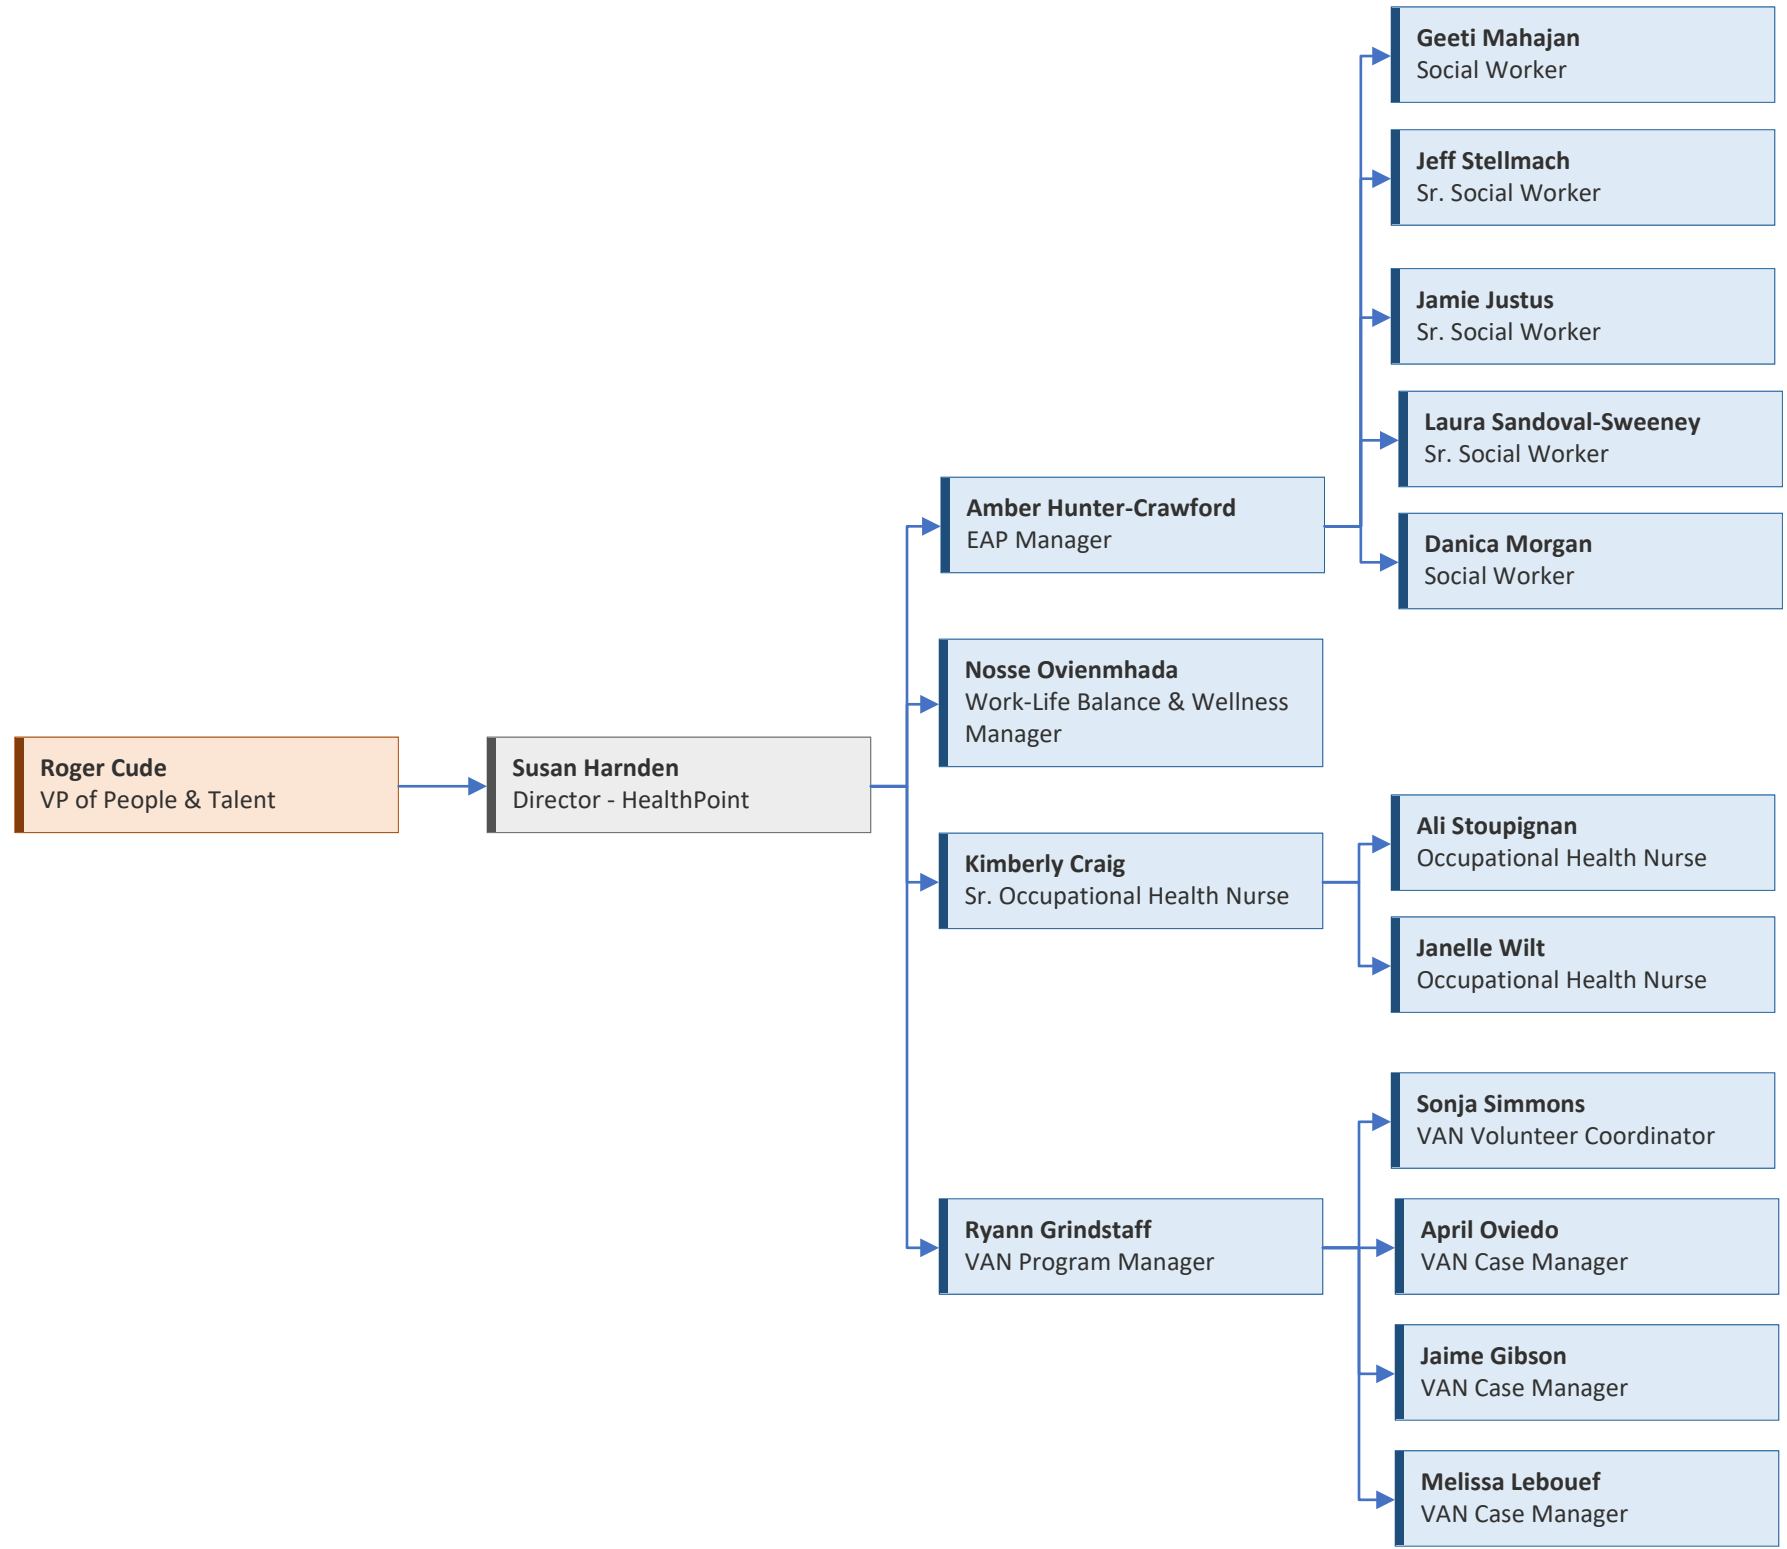 Geeti Mahajan
Social Worker
Jeff Stellmach
Sr. Social Worker
Jamie Justus
Sr. Social Worker
Laura Sandoval-Sweeney
Sr. Social Worker
Amber Hunter-Crawford
EAP Manager
Danica Morgan
Social Worker
Nosse Ovienmhada
Work-Life Balance & Wellness
Manager
Roger Cude
VP of People & Talent
Susan Harnden
Director - HealthPoint
Kimberly Craig
Sr. Occupational Health Nurse
Ali Stoupignan
Occupational Health Nurse
Janelle Wilt
Occupational Health Nurse
Sonja Simmons
VAN Volunteer Coordinator
Ryann Grindstaff
VAN Program Manager
April Oviedo
VAN Case Manager
Jaime Gibson
VAN Case Manager
Melissa Lebouef
VAN Case Manager